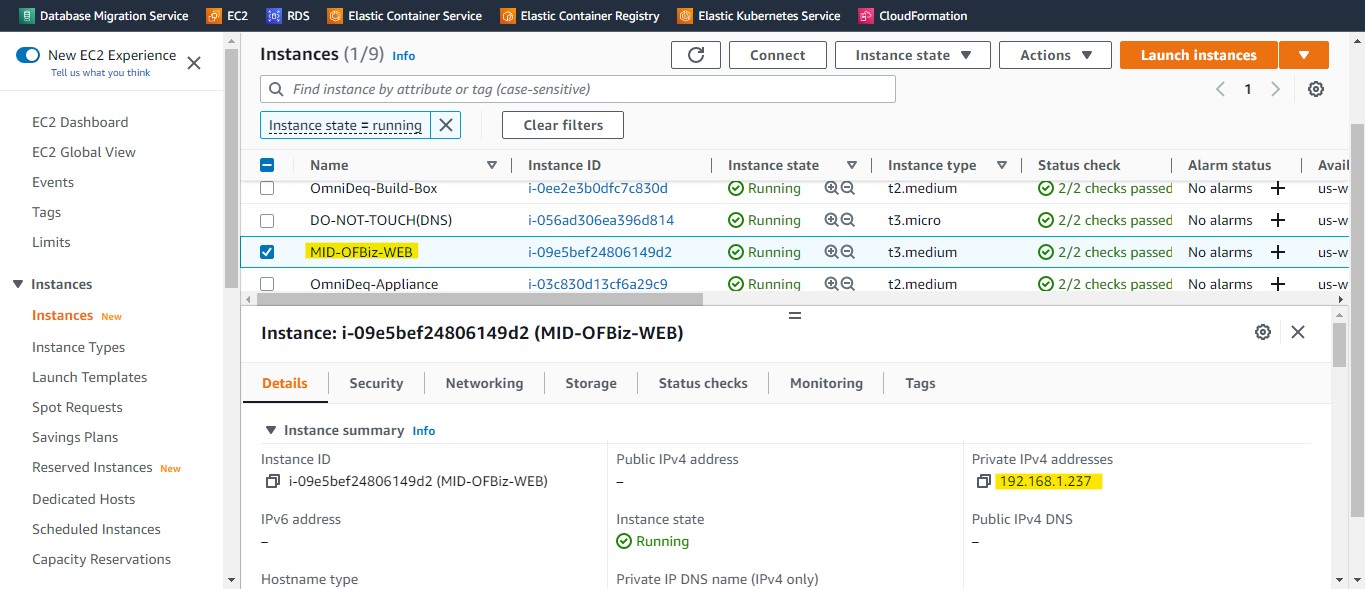 Database Migration Service EC2 RDS Elastic Container Service Elastic Container Registry Elastic Kubernetes Service CloudFormation
New EC2 Experience
Tell us what you think
EC2 Dashboard
EC2 Global View
Events
Tags
Limits
Instances
Instances New
Instance Types
Launch Templates
Spot Requests
Savings Plans
Reserved Instances New
Dedicated Hosts
Scheduled Instances
Capacity Reservations
Instances (1/9) Info Connect Instance state Actions Launch instances
Find instance by attribute or tag (case-sensitive) 1
Instance state = running Clear filters
Name Instance ID Instance state Instance type Status check Alarm status Avai
OmniDeq-Build-Box i-0ee2e3b0dfc7c830d Running t2.medium 2/2 checks passed No alarms us-w
DO-NOT-TOUCH(DNS) i-056ad306ea396d814 Running t3.micro 2/2 checks passed No alarms us-w
MID-OFBiz-WEB i-09e5bef24806149d2 Running t3.medium 2/2 checks passed No alarms us-w
OmniDeq-Appliance i-03c830d13cf6a29c9 Running t2.medium 2/2 checks passed No alarms us-w
Instance: i-09e5bef24806149d2 (MID-OFBiz-WEB)
Details Security Networking Storage Status checks Monitoring Tags
Instance summary Info
Instance ID Public IPv4 address Private IPv4 addresses
i-09e5bef24806149d2 (MID-OFBiz-WEB) – 192.168.1.237
IPv6 address Instance state Public IPv4 DNS
– Running –
Hostname type Private IP DNS name (IPv4 only)